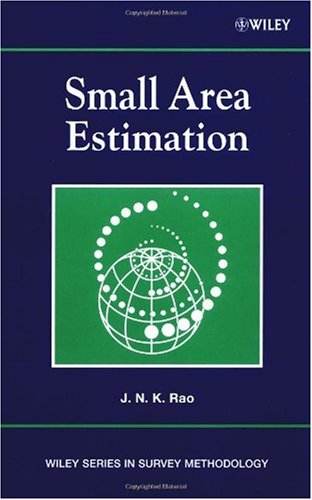 WILEY
Small Area
Estimation
J. N. K. Rao
WILEY SERIES IN SURVEY METHODOLOGY